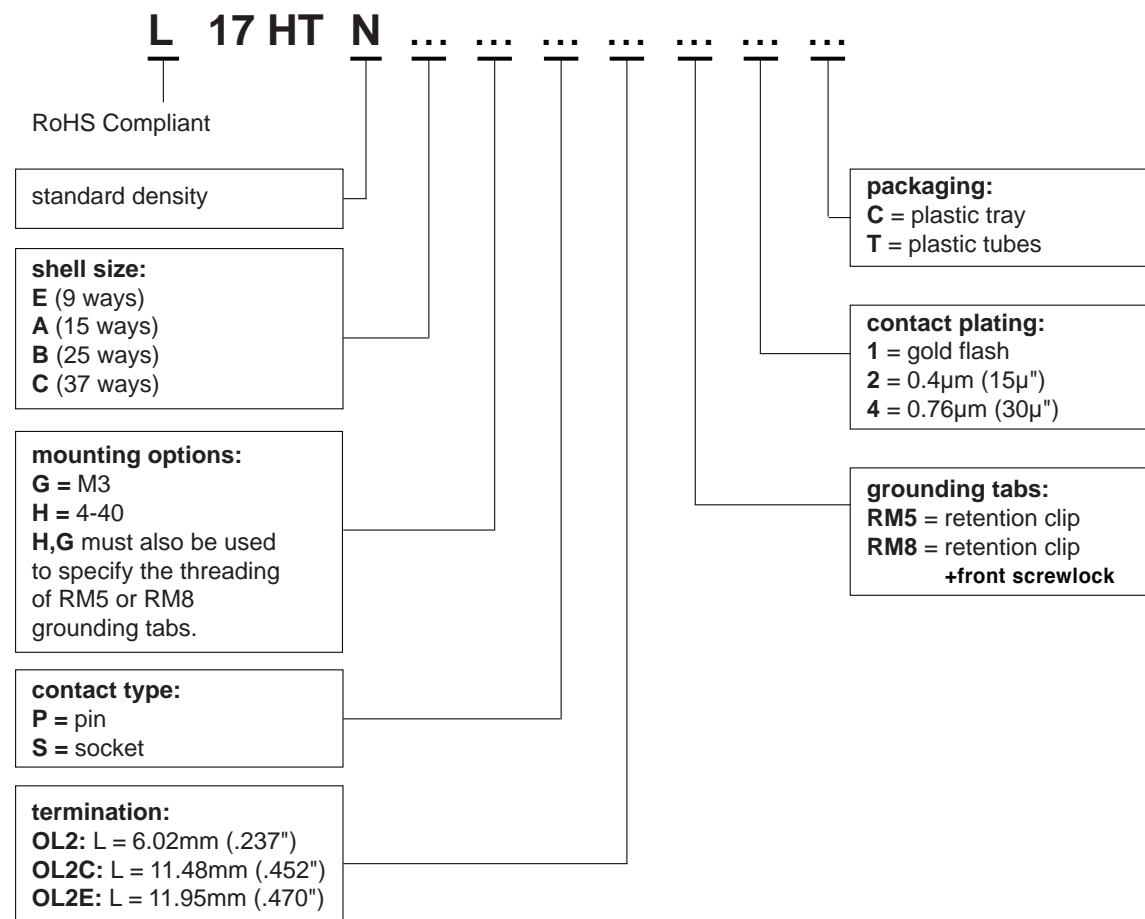 L 17 HT N ... ... ... ... ... ... ...
RoHS Compliant
standard density
shell size:
E (9 ways)
A (15 ways)
B (25 ways)
C (37 ways)
mounting options:
G = M3
H = 4-40
H,G must also be used
to specify the threading
of RM5 or RM8
grounding tabs.
contact type:
P = pin
S = socket
termination:
OL2: L = 6.02mm (.237")
OL2C: L = 11.48mm (.452")
OL2E: L = 11.95mm (.470")
packaging:
C = plastic tray
T = plastic tubes
contact plating:
1 = gold flash
2 = 0.4µm (15µ")
4 = 0.76µm (30µ")
grounding tabs:
RM5 = retention clip
RM8 = retention clip
+front screwlock